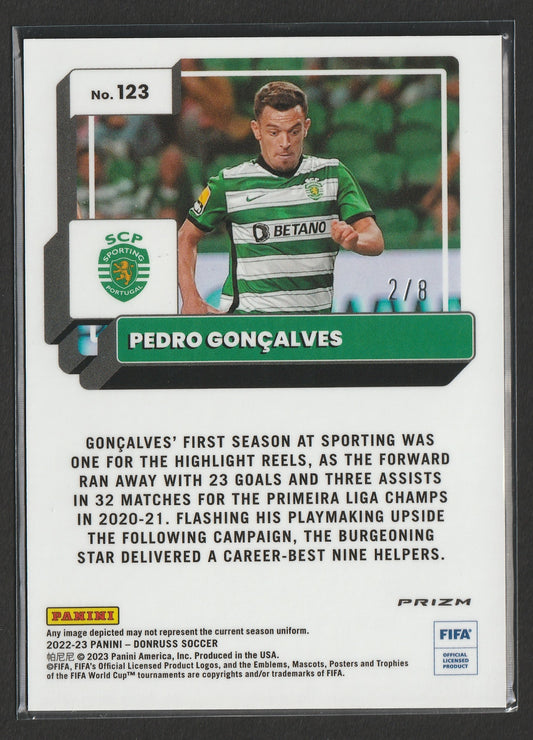 No. 123
SCP
SPORTING
PORTUGAL
BETANO
2/8
PEDRO GONÇALVES
GONÇALVES' FIRST SEASON AT SPORTING WAS
ONE FOR THE HIGHLIGHT REELS, AS THE FORWARD
RAN AWAY WITH 23 GOALS AND THREE ASSISTS
IN 32 MATCHES FOR THE PRIMEIRA LIGA CHAMPS
IN 2020-21. FLASHING HIS PLAYMAKING UPSIDE
THE FOLLOWING CAMPAIGN, THE BURGEONING
STAR DELIVERED A CAREER-BEST NINE HELPERS.
PANINI
PRIZM
Any image depicted may not represent the current season uniform.
2022-23 PANINI – DONRUSS SOCCER
帕尼尼 © 2023 Panini America, Inc. Produced in the USA.
©FIFA, FIFA's Official Licensed Product Logos, and the Emblems, Mascots, Posters and Trophies
of the FIFA World Cup™ tournaments are copyrights and/or trademarks of FIFA.
FIFA®
OFFICIAL
LICENSED
PRODUCT